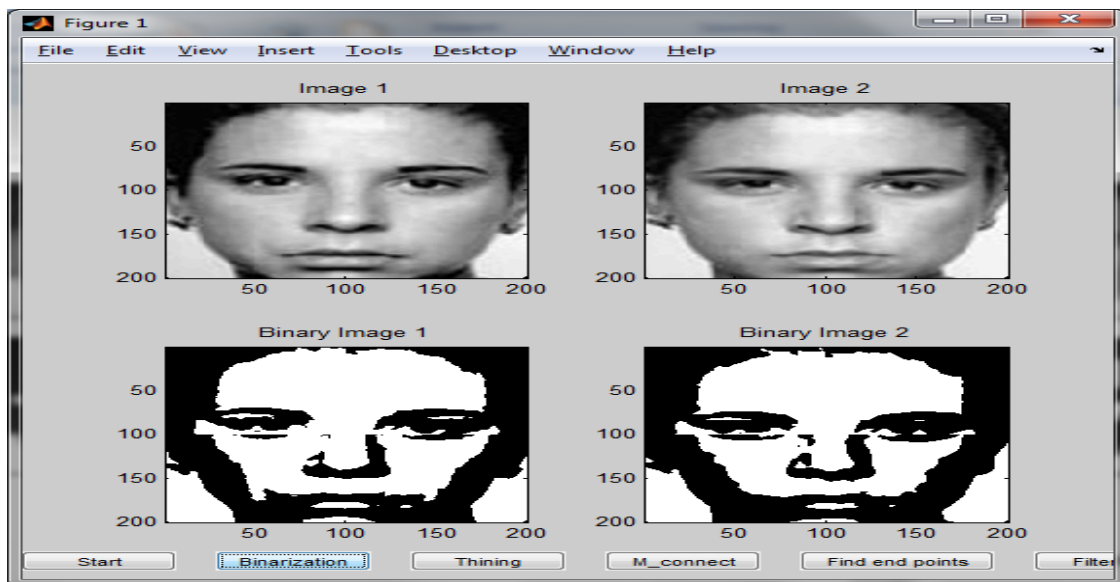 Figure 1
File Edit View Insert Tools Desktop Window Help
Image 1
50
100
150
200
50 100 150 200
Image 2
50
100
150
200
50 100 150 200
Binary Image 1
50
100
150
200
50 100 150 200
Binary Image 2
50
100
150
200
50 100 150 200
Start Binarization Thining M_connect Find end points Filte